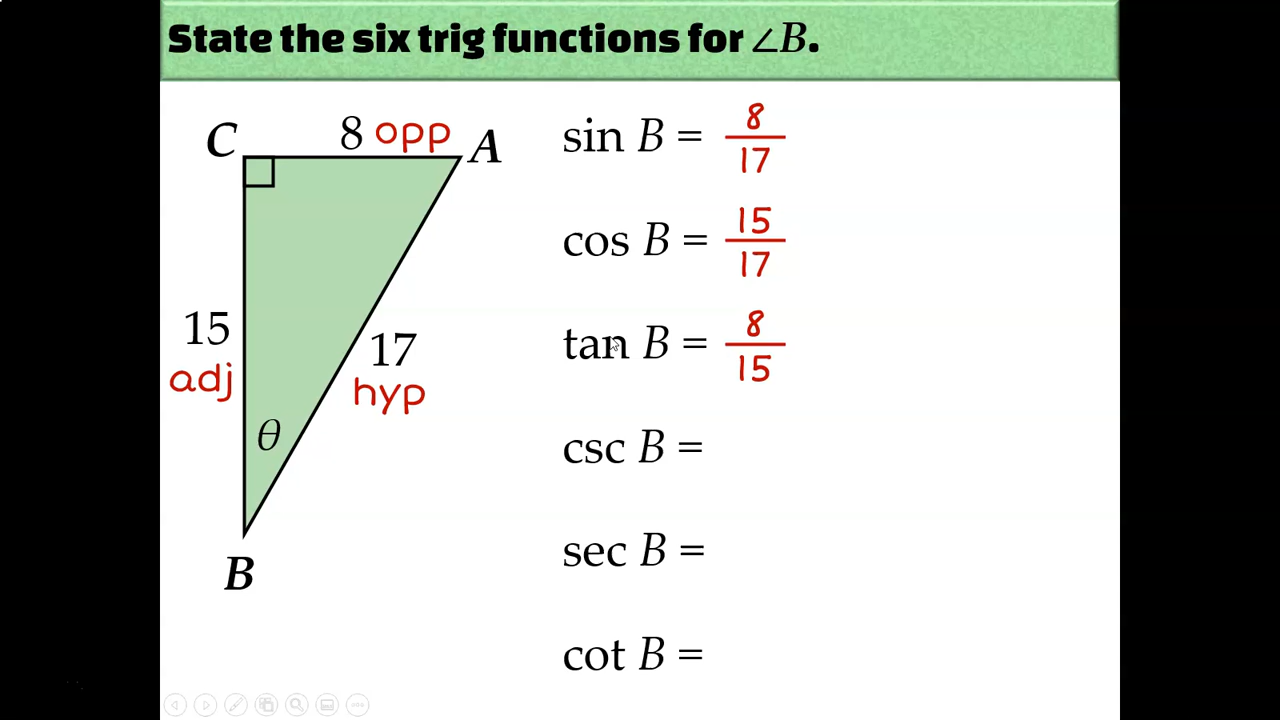 State the six trig functions for ∠B.
C
8 opp
A
15
adj
17
hyp
θ
B
sin B = 8/17
cos B = 15/17
tan B = 8/15
csc B =
sec B =
cot B =